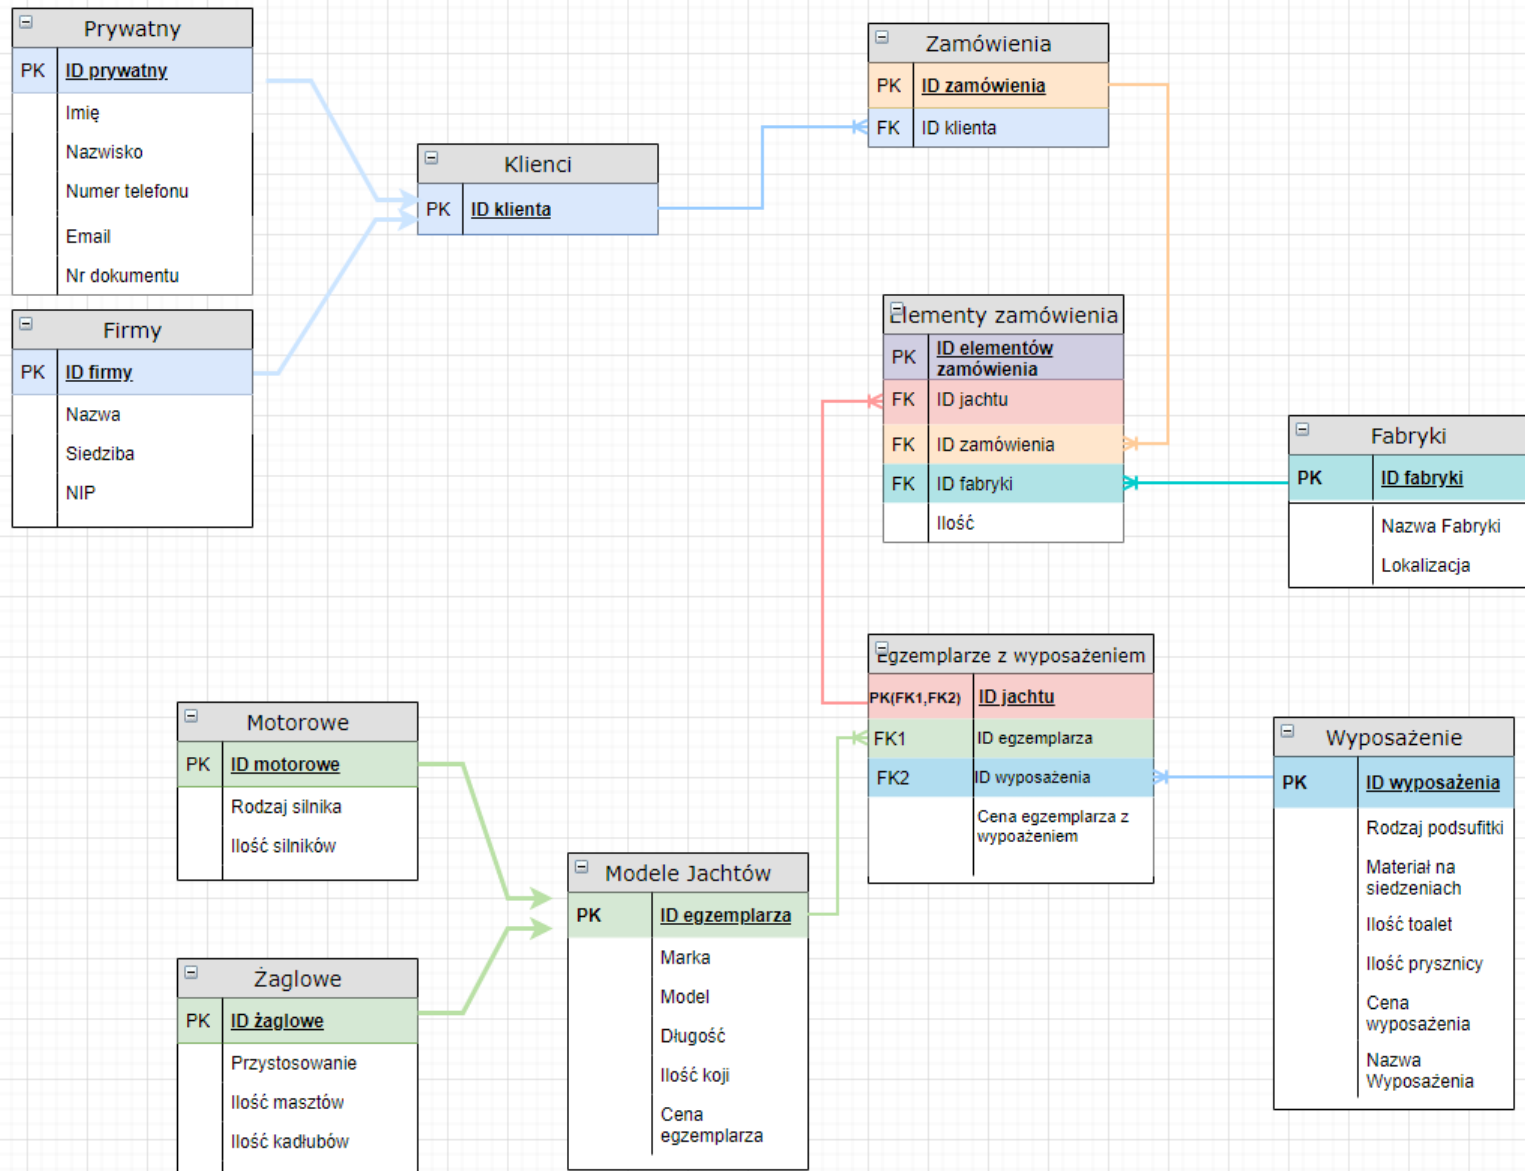 Prywatny
PK ID prywatny
Imię
Nazwisko
Numer telefonu
Email
Nr dokumentu
Firmy
PK ID firmy
Nazwa
Siedziba
NIP
Klienci
PK ID klienta
Zamówienia
PK ID zamówienia
FK ID klienta
Elementy zamówienia
PK ID elementów
zamówienia
FK ID jachtu
FK ID zamówienia
FK ID fabryki
Ilość
Fabryki
PK ID fabryki
Nazwa Fabryki
Lokalizacja
Egzemplarze z wyposażeniem
PK(FK1,FK2) ID jachtu
FK1 ID egzemplarza
FK2 ID wyposażenia
Cena egzemplarza z
wypoażeniem
Wyposażenie
PK ID wyposażenia
Rodzaj podsufitki
Materiał na
siedzeniach
Ilość toalet
Ilość prysznicy
Cena
wyposażenia
Nazwa
Wyposażenia
Motorowe
PK ID motorowe
Rodzaj silnika
Ilość silników
Żaglowe
PK ID żaglowe
Przystosowanie
Ilość masztów
Ilość kadłubów
Modele Jachtów
PK ID egzemplarza
Marka
Model
Długość
Ilość koji
Cena
egzemplarza